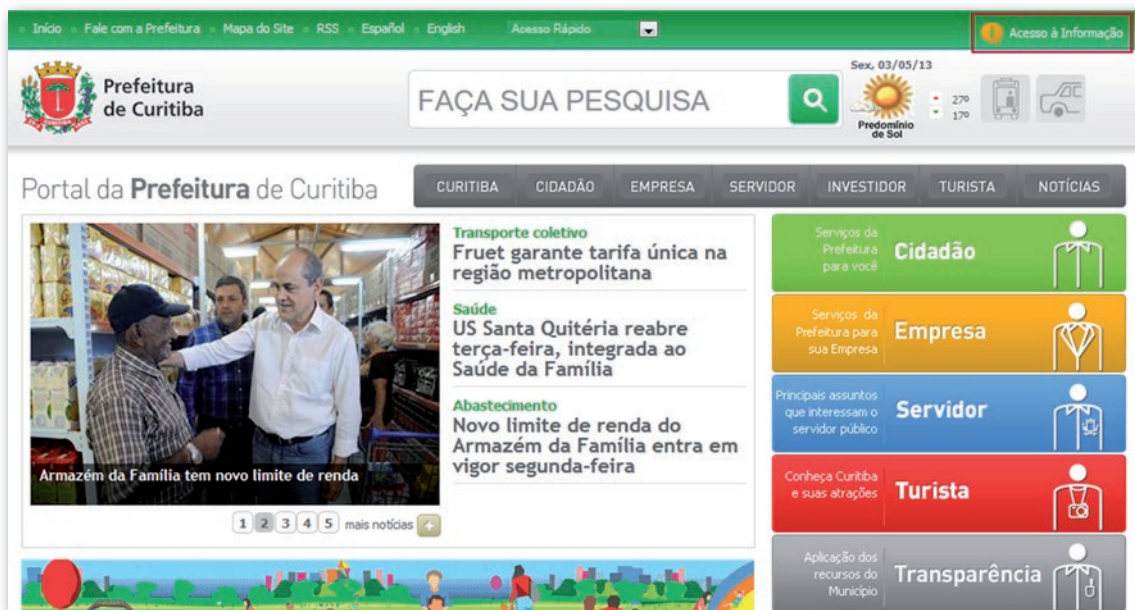 Início Fale com a Prefeitura Mapa do Site RSS Español English Acesso Rápido Acesso à Informação
Prefeitura
de Curitiba
FAÇA SUA PESQUISA
Sex, 03/05/13
27º
17º
Predomínio
de Sol
Portal da Prefeitura de Curitiba
CURITIBA CIDADÃO EMPRESA SERVIDOR INVESTIDOR TURISTA NOTÍCIAS
Armazém da Família tem novo limite de renda
1 2 3 4 5 mais notícias +
Transporte coletivo
Fruet garante tarifa única na
região metropolitana
Saúde
US Santa Quitéria reabre
terça-feira, integrada ao
Saúde da Família
Abastecimento
Novo limite de renda do
Armazém da Família entra em
vigor segunda-feira
Serviços da
Prefeitura
para você
Cidadão
Serviços da
Prefeitura para
sua Empresa
Empresa
Principais assuntos
que interessam o
servidor público
Servidor
Conheça Curitiba
e suas atrações
Turista
Aplicação dos
recursos do
Município
Transparência